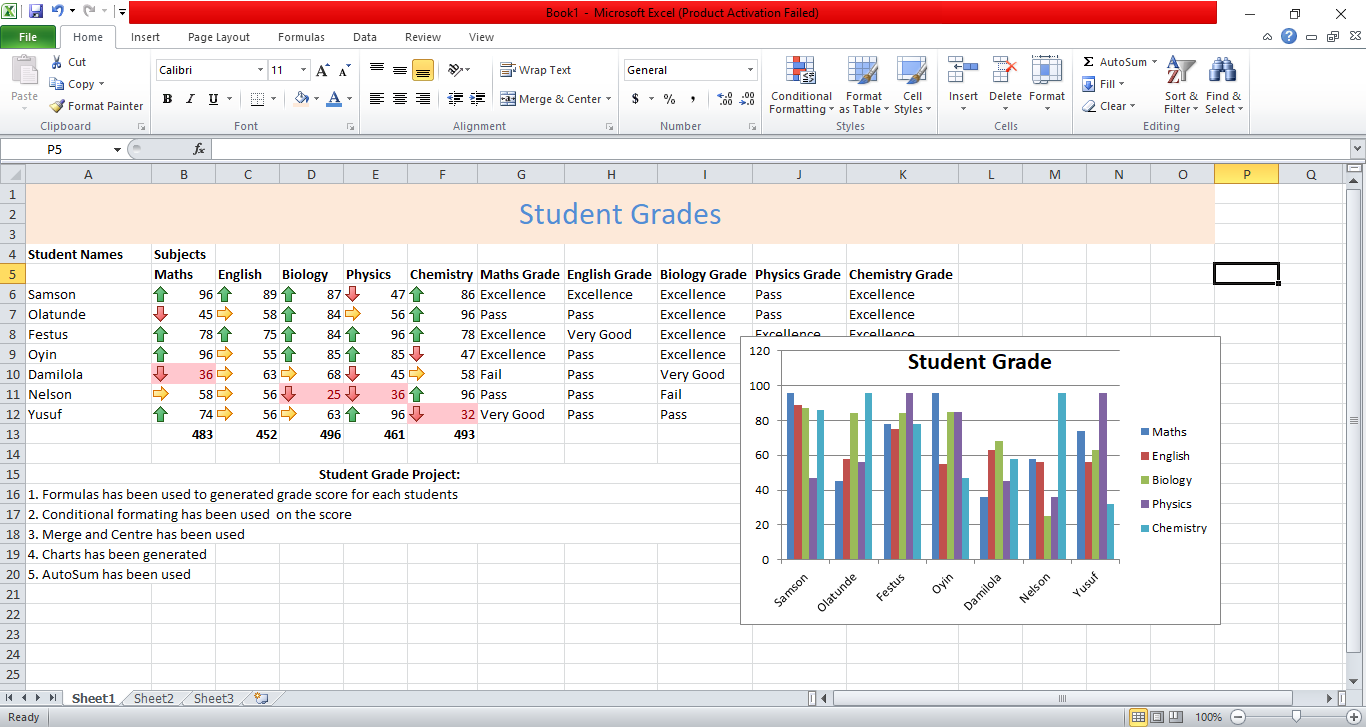 Book1 - Microsoft Excel (Product Activation Failed)
File Home Insert Page Layout Formulas Data Review View
Paste Cut Copy Format Painter
Calibri 11 A A
B I U A
Wrap Text
Merge & Center
General
$ % ,
Conditional Formatting Format as Table Cell Styles
Insert Delete Format
Σ AutoSum Fill Clear
Sort & Filter Find & Select
Clipboard Font Alignment Number Styles Cells Editing
P5 fx
A B C D E F G H I J K L M N O P Q
1
2 Student Grades
3
4 Student Names Subjects
5 Maths English Biology Physics Chemistry Maths Grade English Grade Biology Grade Physics Grade Chemistry Grade
6 Samson 96 89 87 47 86 Excellence Excellence Excellence Pass Excellence
7 Olatunde 45 58 84 56 96 Pass Pass Excellence Pass Excellence
8 Festus 78 75 84 96 78 Excellence Very Good Excellence Excellence Excellence
9 Oyin 96 55 85 85 47 Excellence Pass Excellence
10 Damilola 36 63 68 45 58 Fail Pass Very Good
11 Nelson 58 56 25 36 96 Pass Pass Fail
12 Yusuf 74 56 63 96 32 Very Good Pass Pass
13 483 452 496 461 493
14
15 Student Grade Project:
16 1. Formulas has been used to generated grade score for each students
17 2. Conditional formating has been used on the score
18 3. Merge and Centre has been used
19 4. Charts has been generated
20 5. AutoSum has been used
21
22
23
24
25
Student Grade
120
100
80
60
40
20
0
Samson Olatunde Festus Oyin Damilola Nelson Yusuf
Maths
English
Biology
Physics
Chemistry
Sheet1 Sheet2 Sheet3
Ready 100%